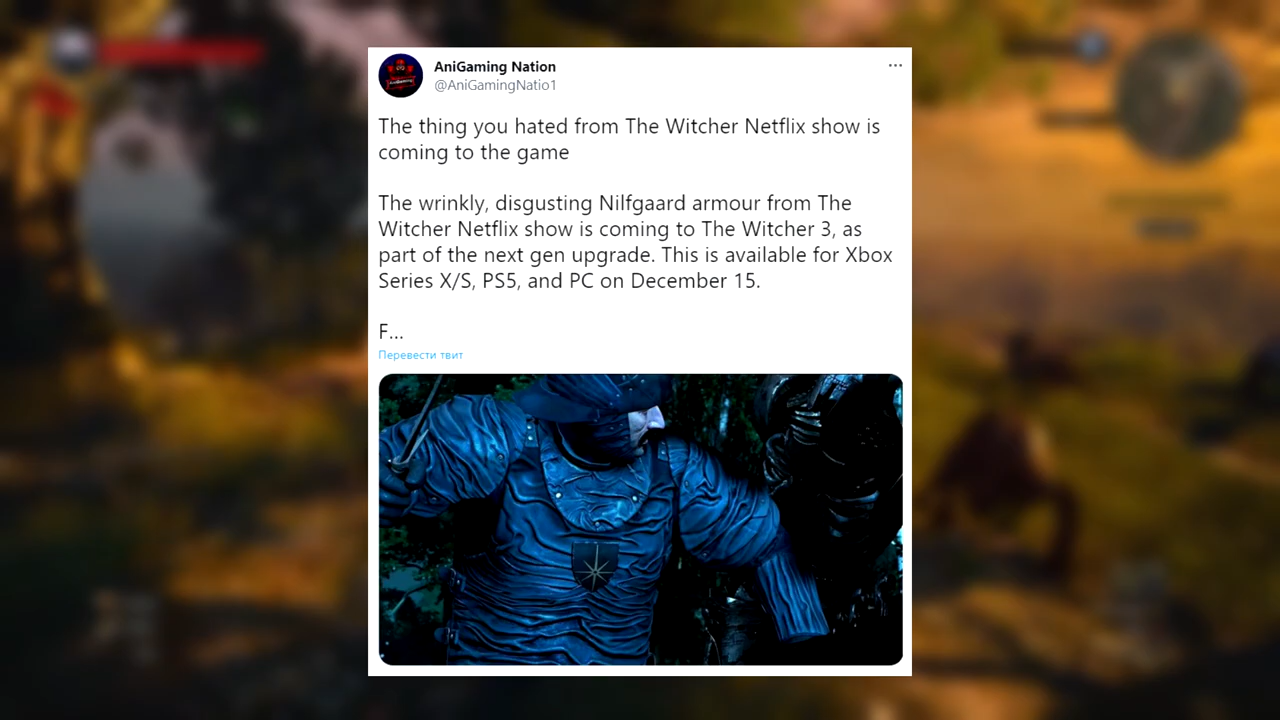 AniGaming Nation
@AniGamingNatio1
The thing you hated from The Witcher Netflix show is
coming to the game
The wrinkly, disgusting Nilfgaard armour from The
Witcher Netflix show is coming to The Witcher 3, as
part of the next gen upgrade. This is available for Xbox
Series X/S, PS5, and PC on December 15.
F...
Перевести твит